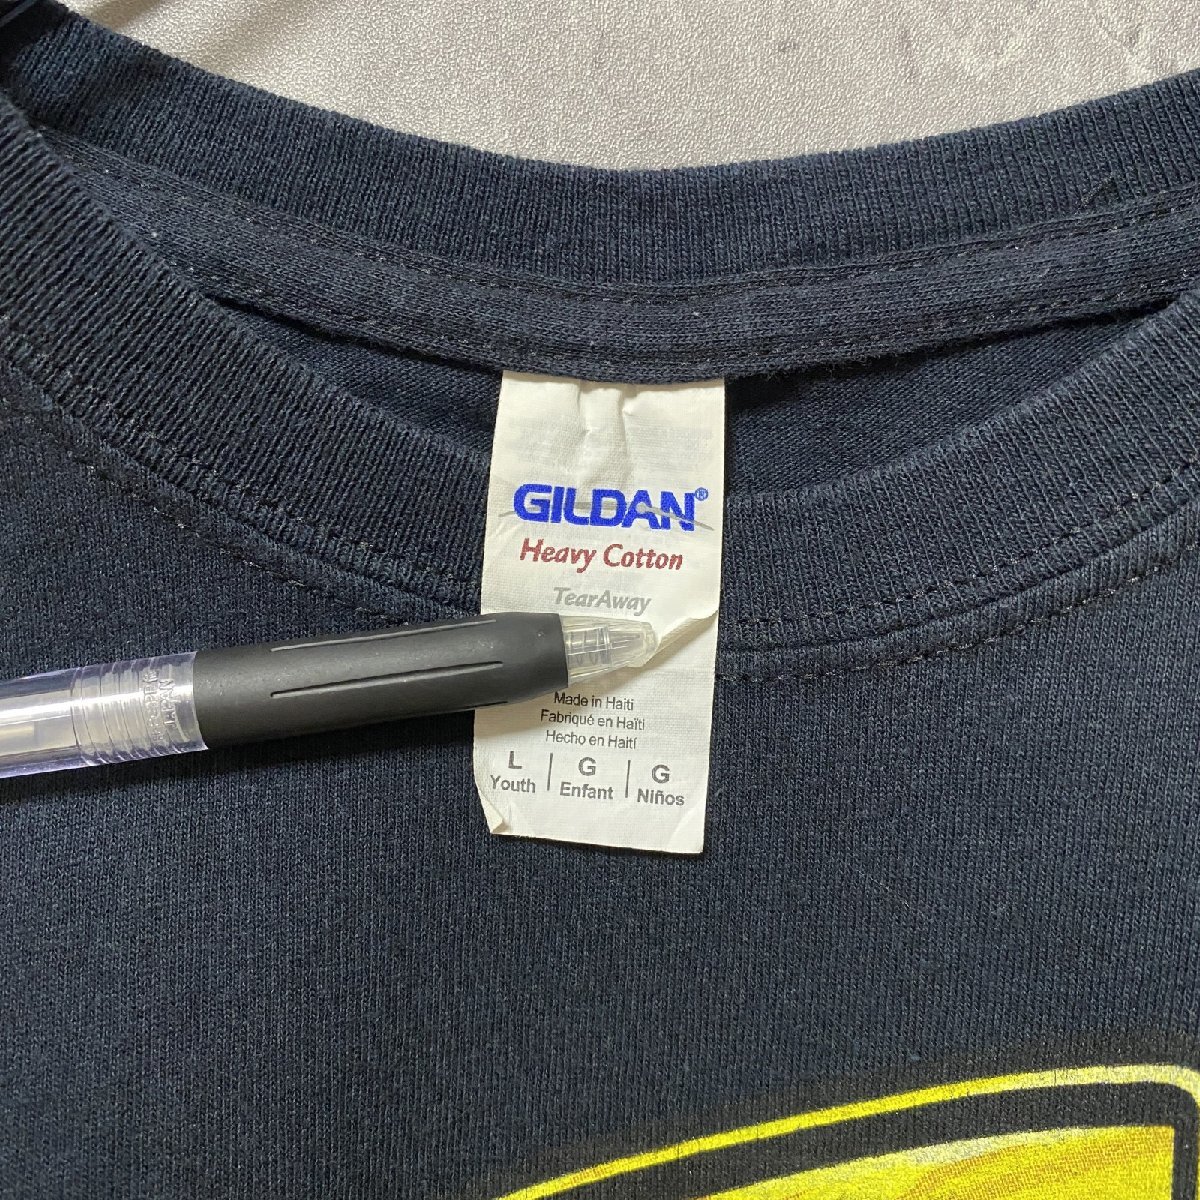 GILDAN®
Heavy Cotton
TearAway
Made in Haiti
Fabriqué en Haïti
Hecho en Haití
L | G | G
Youth | Enfant | Niños